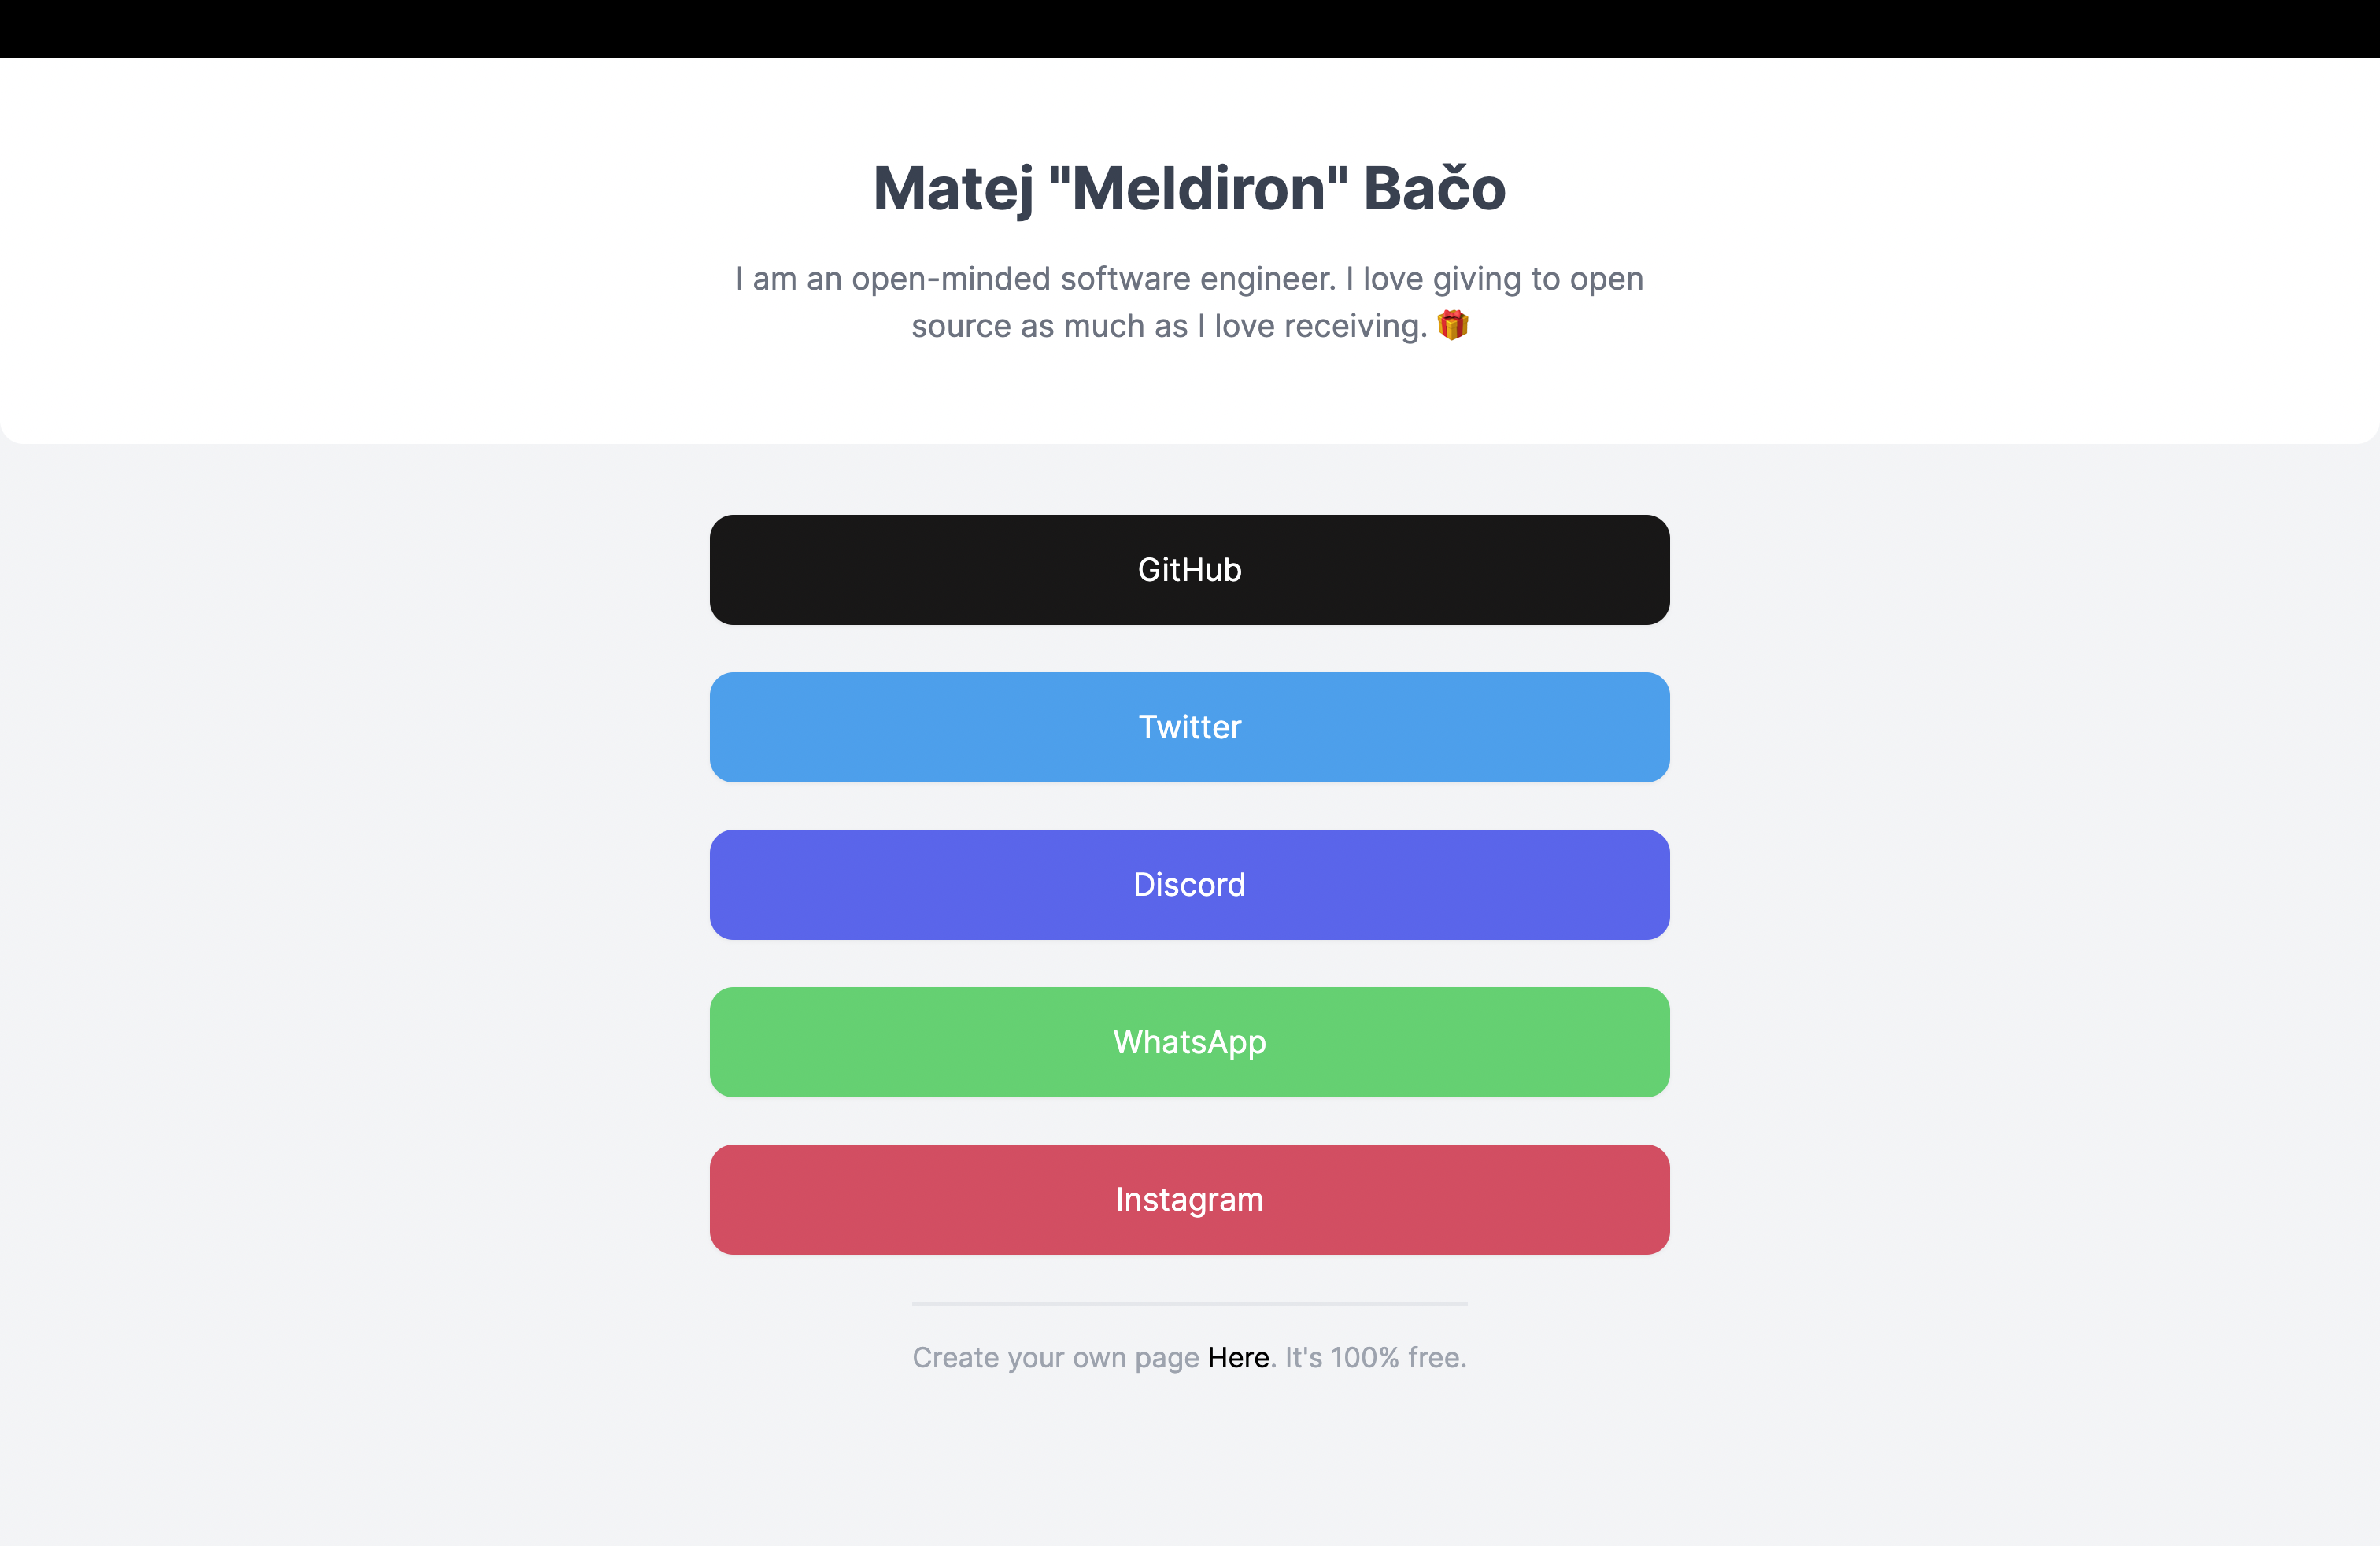 Matej "Meldiron" Bačo
I am an open-minded software engineer. I love giving to open
source as much as I love receiving. 🎁
GitHub
Twitter
Discord
WhatsApp
Instagram
Create your own page Here. It's 100% free.